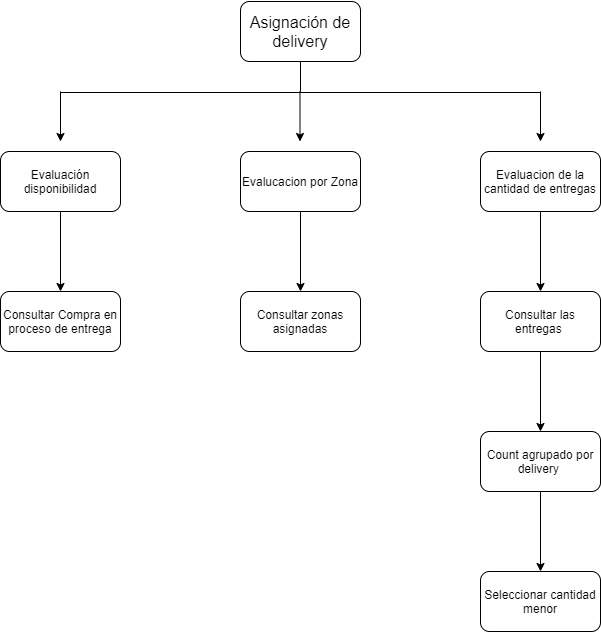 Asignación de
delivery
Evaluación
disponibilidad
Evalucacion por Zona
Evaluacion de la
cantidad de entregas
Consultar Compra en
proceso de entrega
Consultar zonas
asignadas
Consultar las
entregas
Count agrupado por
delivery
Seleccionar cantidad
menor